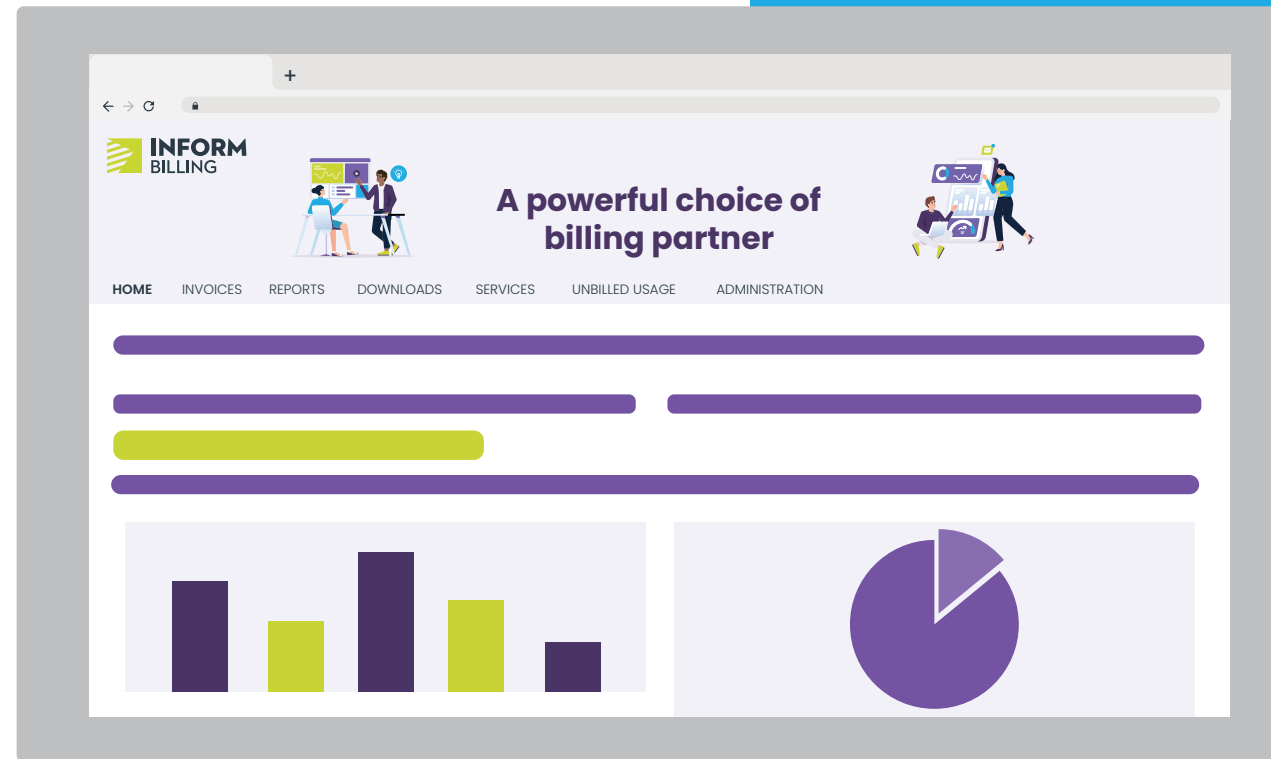 INFORM
BILLING
A powerful choice of
billing partner
HOME INVOICES REPORTS DOWNLOADS SERVICES UNBILLED USAGE ADMINISTRATION